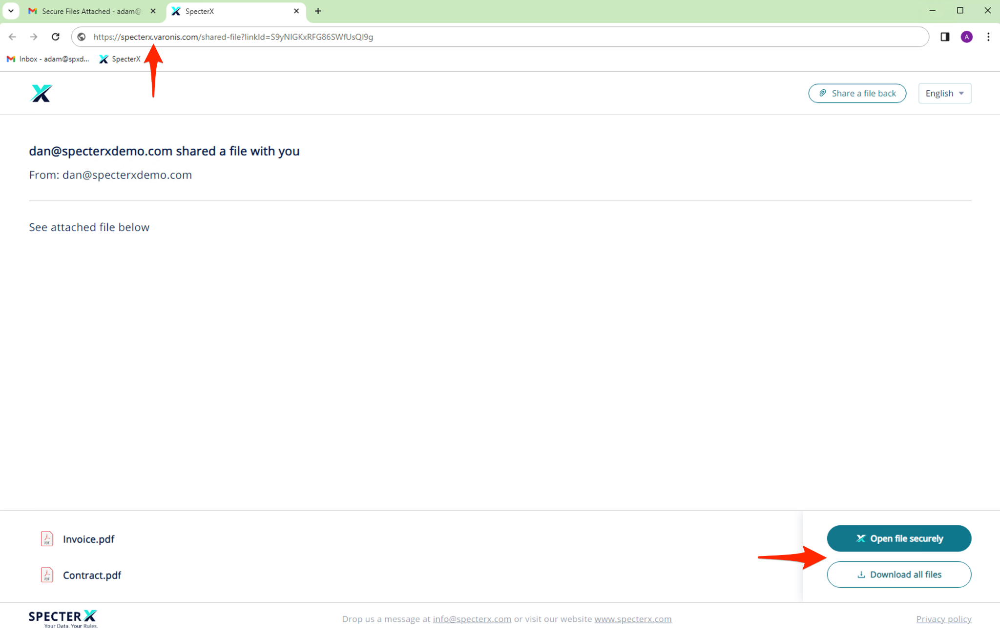 Secure Files Attached - adam@
SpecterX
https://specterx.varonis.com/shared-file?linkId=S9yNIGKxRFG86SWfUsQI9g
A
Inbox - adam@spxd...
SpecterX
Share a file back
English
dan@specterxdemo.com shared a file with you
From: dan@specterxdemo.com
See attached file below
PDF
Invoice.pdf
Open file securely
PDF
Contract.pdf
Download all files
SPECTERX
Your Data. Your Rules.
Drop us a message at info@specterx.com or visit our website www.specterx.com
Privacy policy